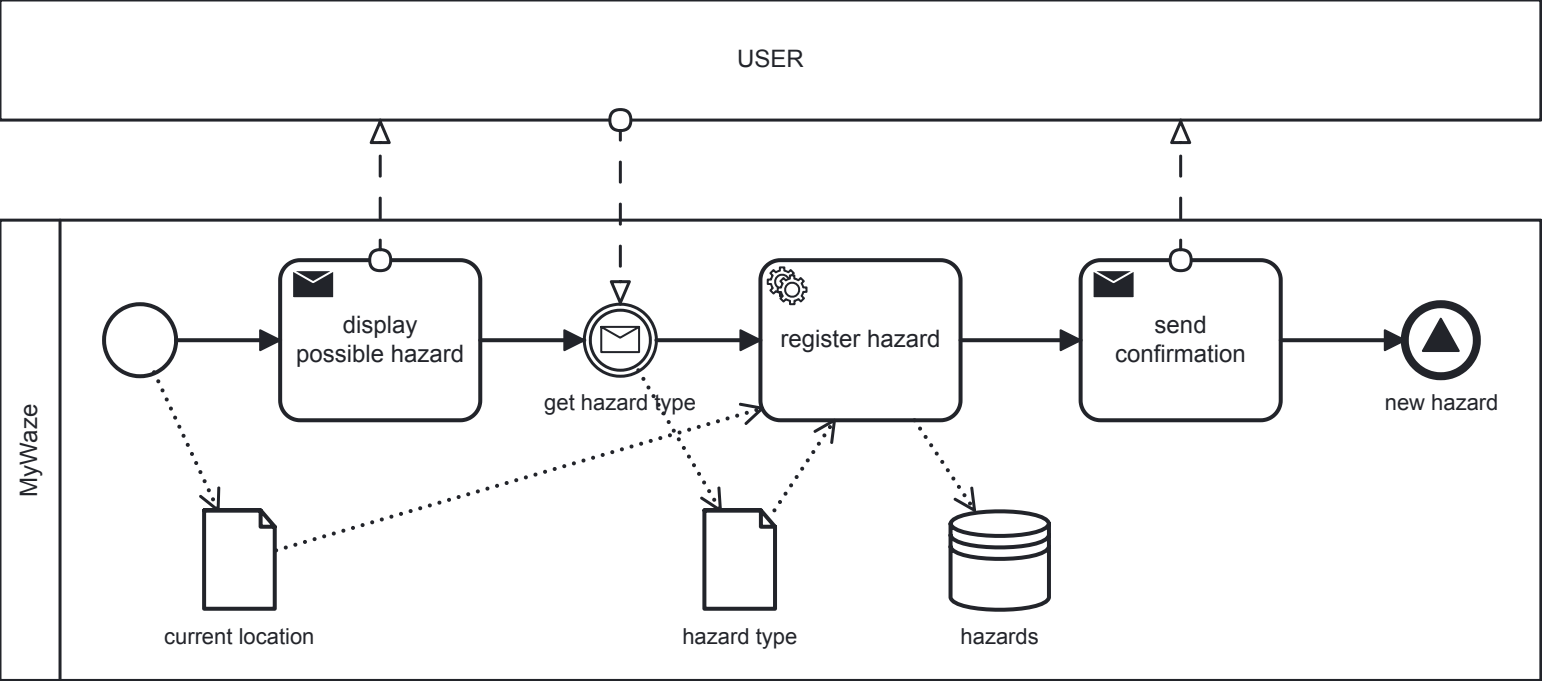 USER
MyWaze
display
possible hazard
get hazard type
register hazard
send
confirmation
new hazard
current location
hazard type
hazards